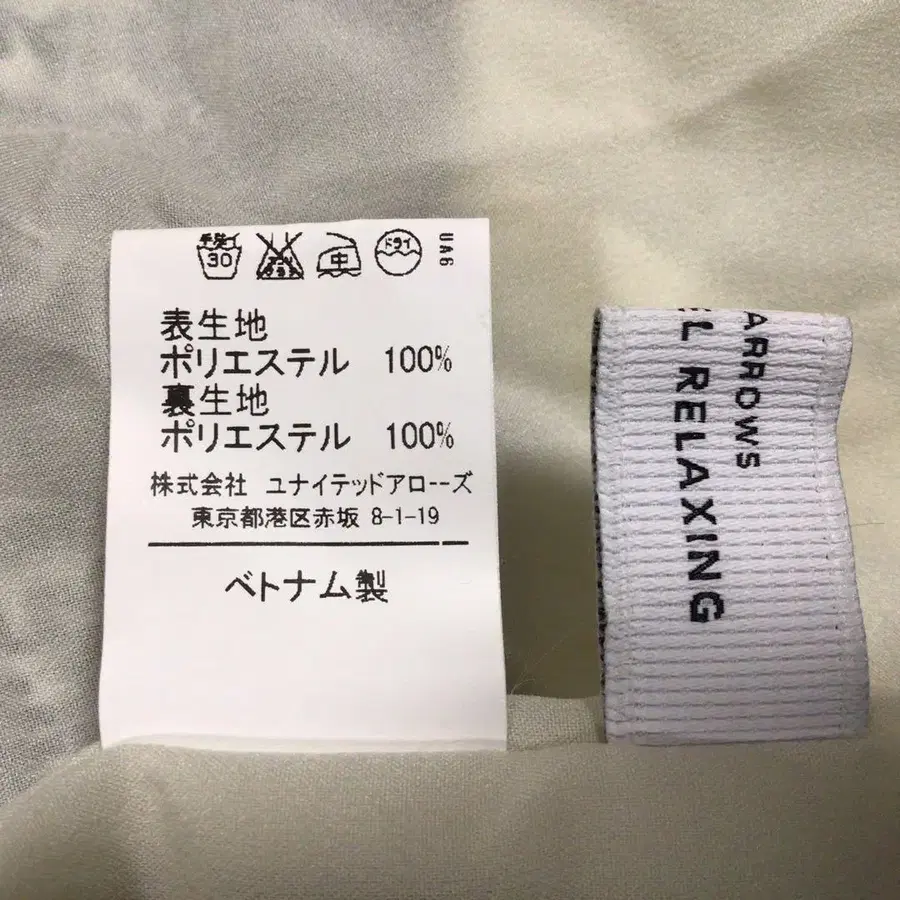 手洗イ 30 中 ドライ UA6
表生地
ポリエステル 100%
裏生地
ポリエステル 100%
株式会社 ユナイテッドアローズ
東京都港区赤坂 8-1-19
ベトナム製
ARROWS
EL RELAXING